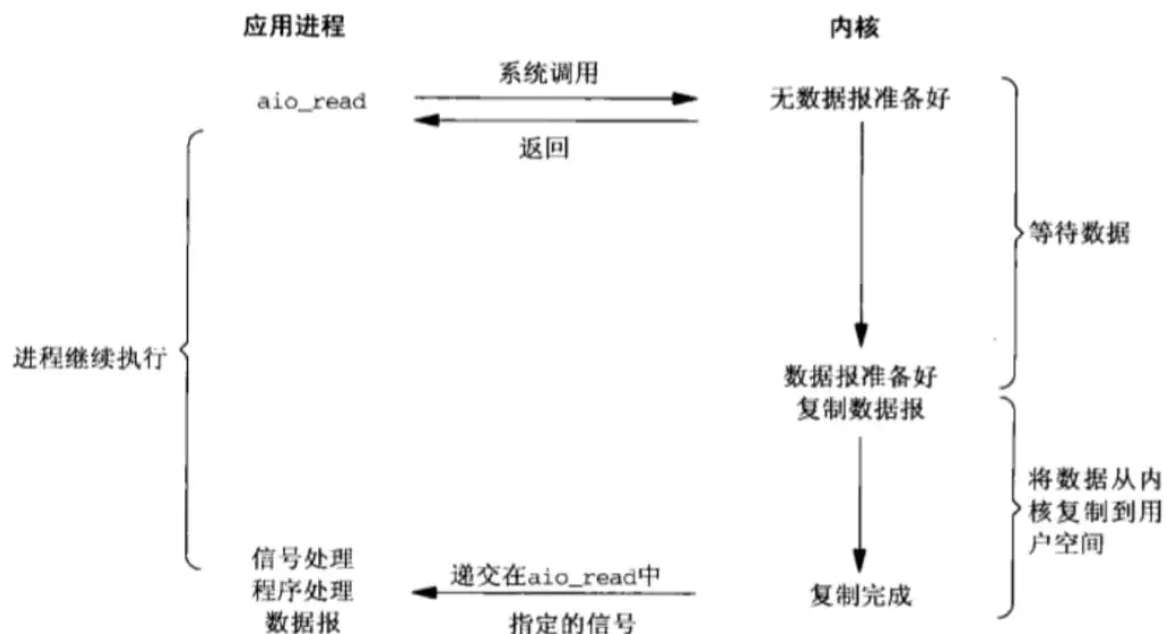 应用进程
内核
系统调用
aio_read
无数据报准备好
返回
等待数据
进程继续执行
数据报准备好
复制数据报
将数据从内
核复制到用
户空间
信号处理
程序处理
数据报
递交在aio_read中
指定的信号
复制完成